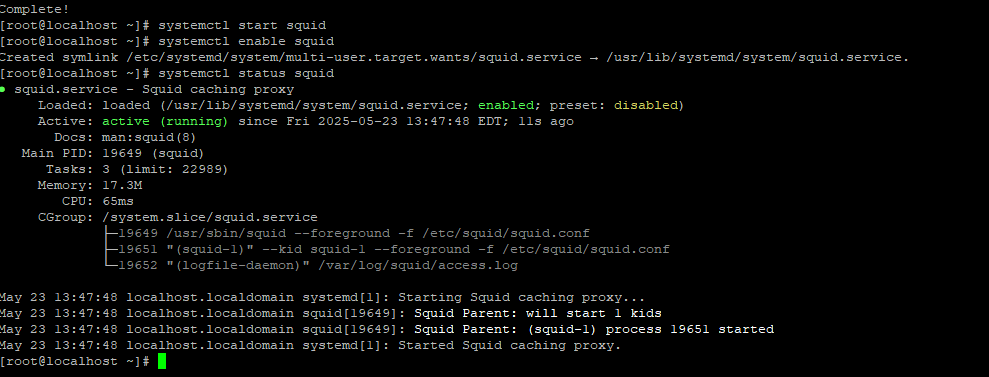 Complete!
[root@localhost ~]# systemctl start squid
[root@localhost ~]# systemctl enable squid
Created symlink /etc/systemd/system/multi-user.target.wants/squid.service → /usr/lib/systemd/system/squid.service.
[root@localhost ~]# systemctl status squid
● squid.service - Squid caching proxy
     Loaded: loaded (/usr/lib/systemd/system/squid.service; enabled; preset: disabled)
     Active: active (running) since Fri 2025-05-23 13:47:48 EDT; 11s ago
       Docs: man:squid(8)
   Main PID: 19649 (squid)
      Tasks: 3 (limit: 22989)
     Memory: 17.3M
        CPU: 65ms
     CGroup: /system.slice/squid.service
             ├─19649 /usr/sbin/squid --foreground -f /etc/squid/squid.conf
             ├─19651 "(squid-1)" --kid squid-1 --foreground -f /etc/squid/squid.conf
             └─19652 "(logfile-daemon)" /var/log/squid/access.log
May 23 13:47:48 localhost.localdomain systemd[1]: Starting Squid caching proxy...
May 23 13:47:48 localhost.localdomain squid[19649]: Squid Parent: will start 1 kids
May 23 13:47:48 localhost.localdomain squid[19649]: Squid Parent: (squid-1) process 19651 started
May 23 13:47:48 localhost.localdomain systemd[1]: Started Squid caching proxy.
[root@localhost ~]#